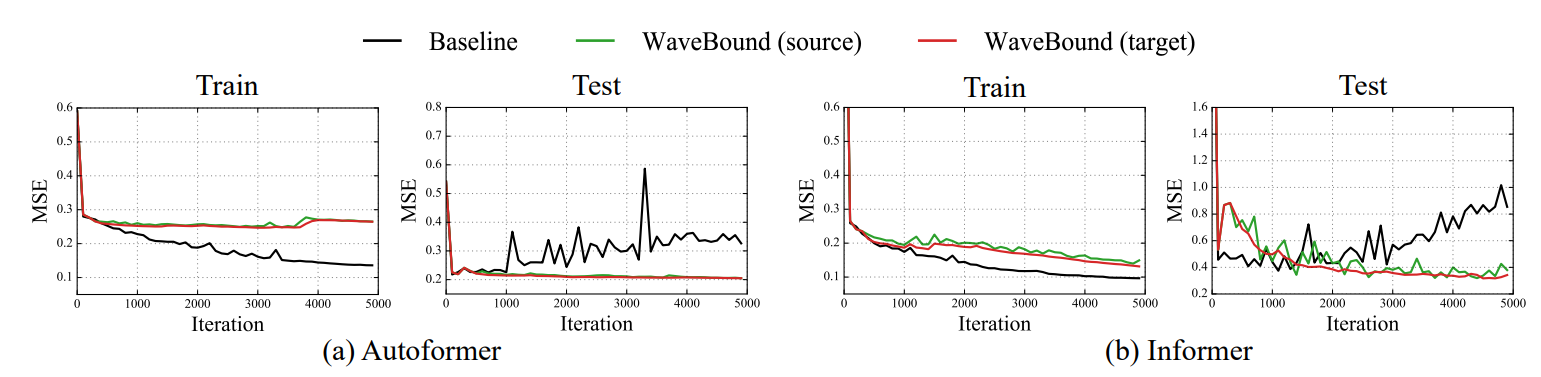 Baseline WaveBound (source) WaveBound (target)
Train Test Train Test
0.6 0.8 0.6 1.6
0.5 0.7 0.5 1.4
0.4 0.6 0.4 1.2
0.3 0.5 0.3 1.0
0.2 0.4 0.2 0.8
0.1 0.3 0.1 0.6
0.2 0.4
0.2
MSE MSE MSE MSE
0 1000 2000 3000 4000 5000 0 1000 2000 3000 4000 5000 0 1000 2000 3000 4000 5000 0 1000 2000 3000 4000 5000
Iteration Iteration Iteration Iteration
(a) Autoformer (b) Informer